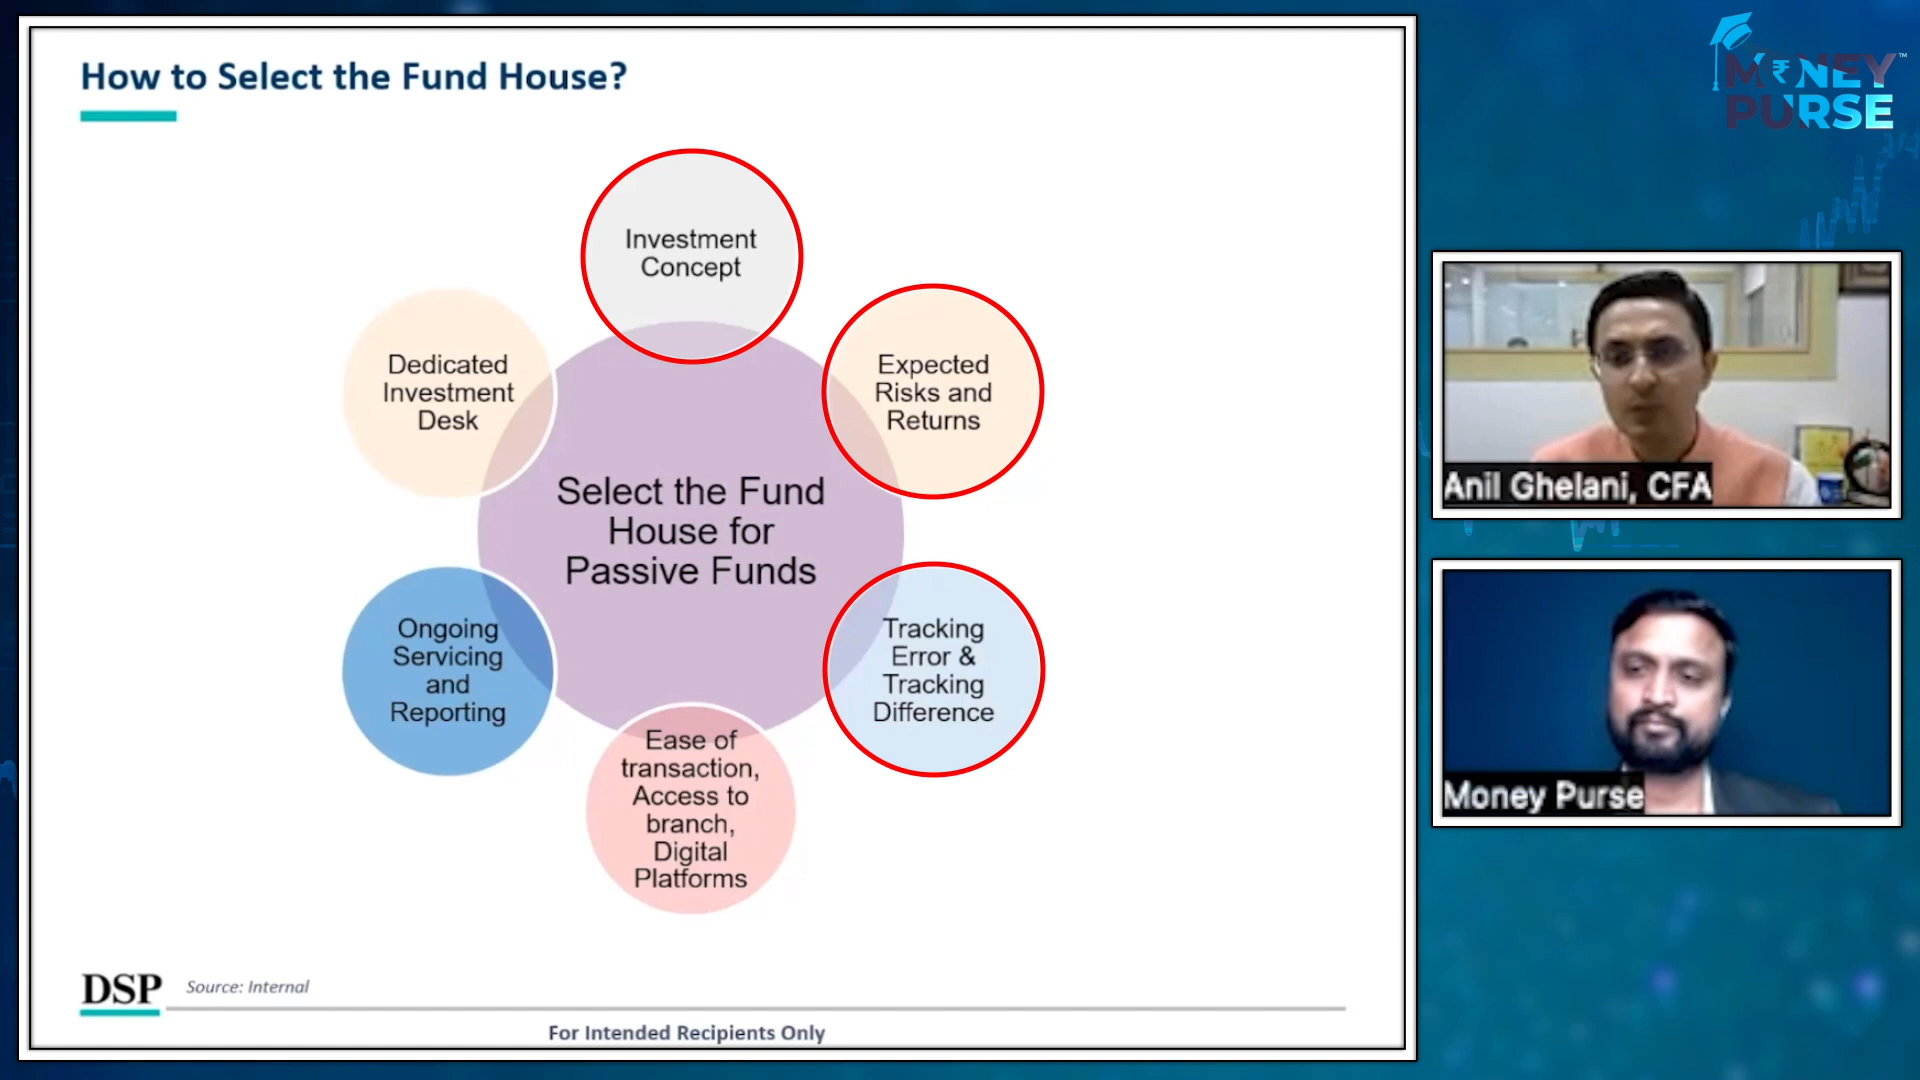 How to Select the Fund House?
MONEY
PURSE
TM
Investment
Concept
Dedicated
Investment
Desk
Expected
Risks and
Returns
Select the Fund
House for
Passive Funds
Ongoing
Servicing
and
Reporting
Tracking
Error &
Tracking
Difference
Ease of
transaction,
Access to
branch,
Digital
Platforms
Anil Ghelani, CFA
Money Purse
DSP
Source: Internal
For Intended Recipients Only